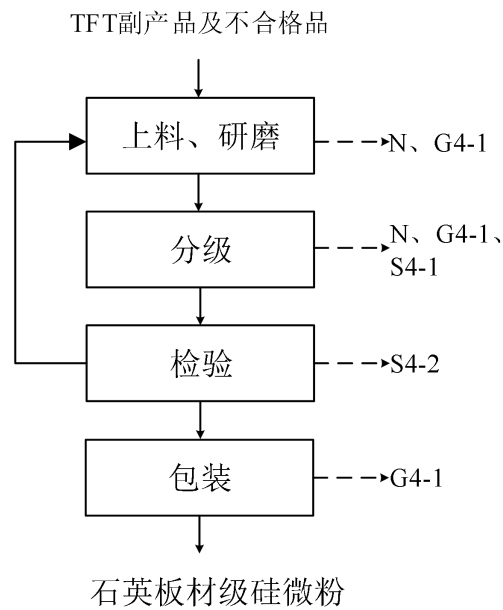 TFT副产品及不合格品
上料、研磨
N、G4-1
分级
N、G4-1、
S4-1
检验
S4-2
包装
G4-1
石英板材级硅微粉